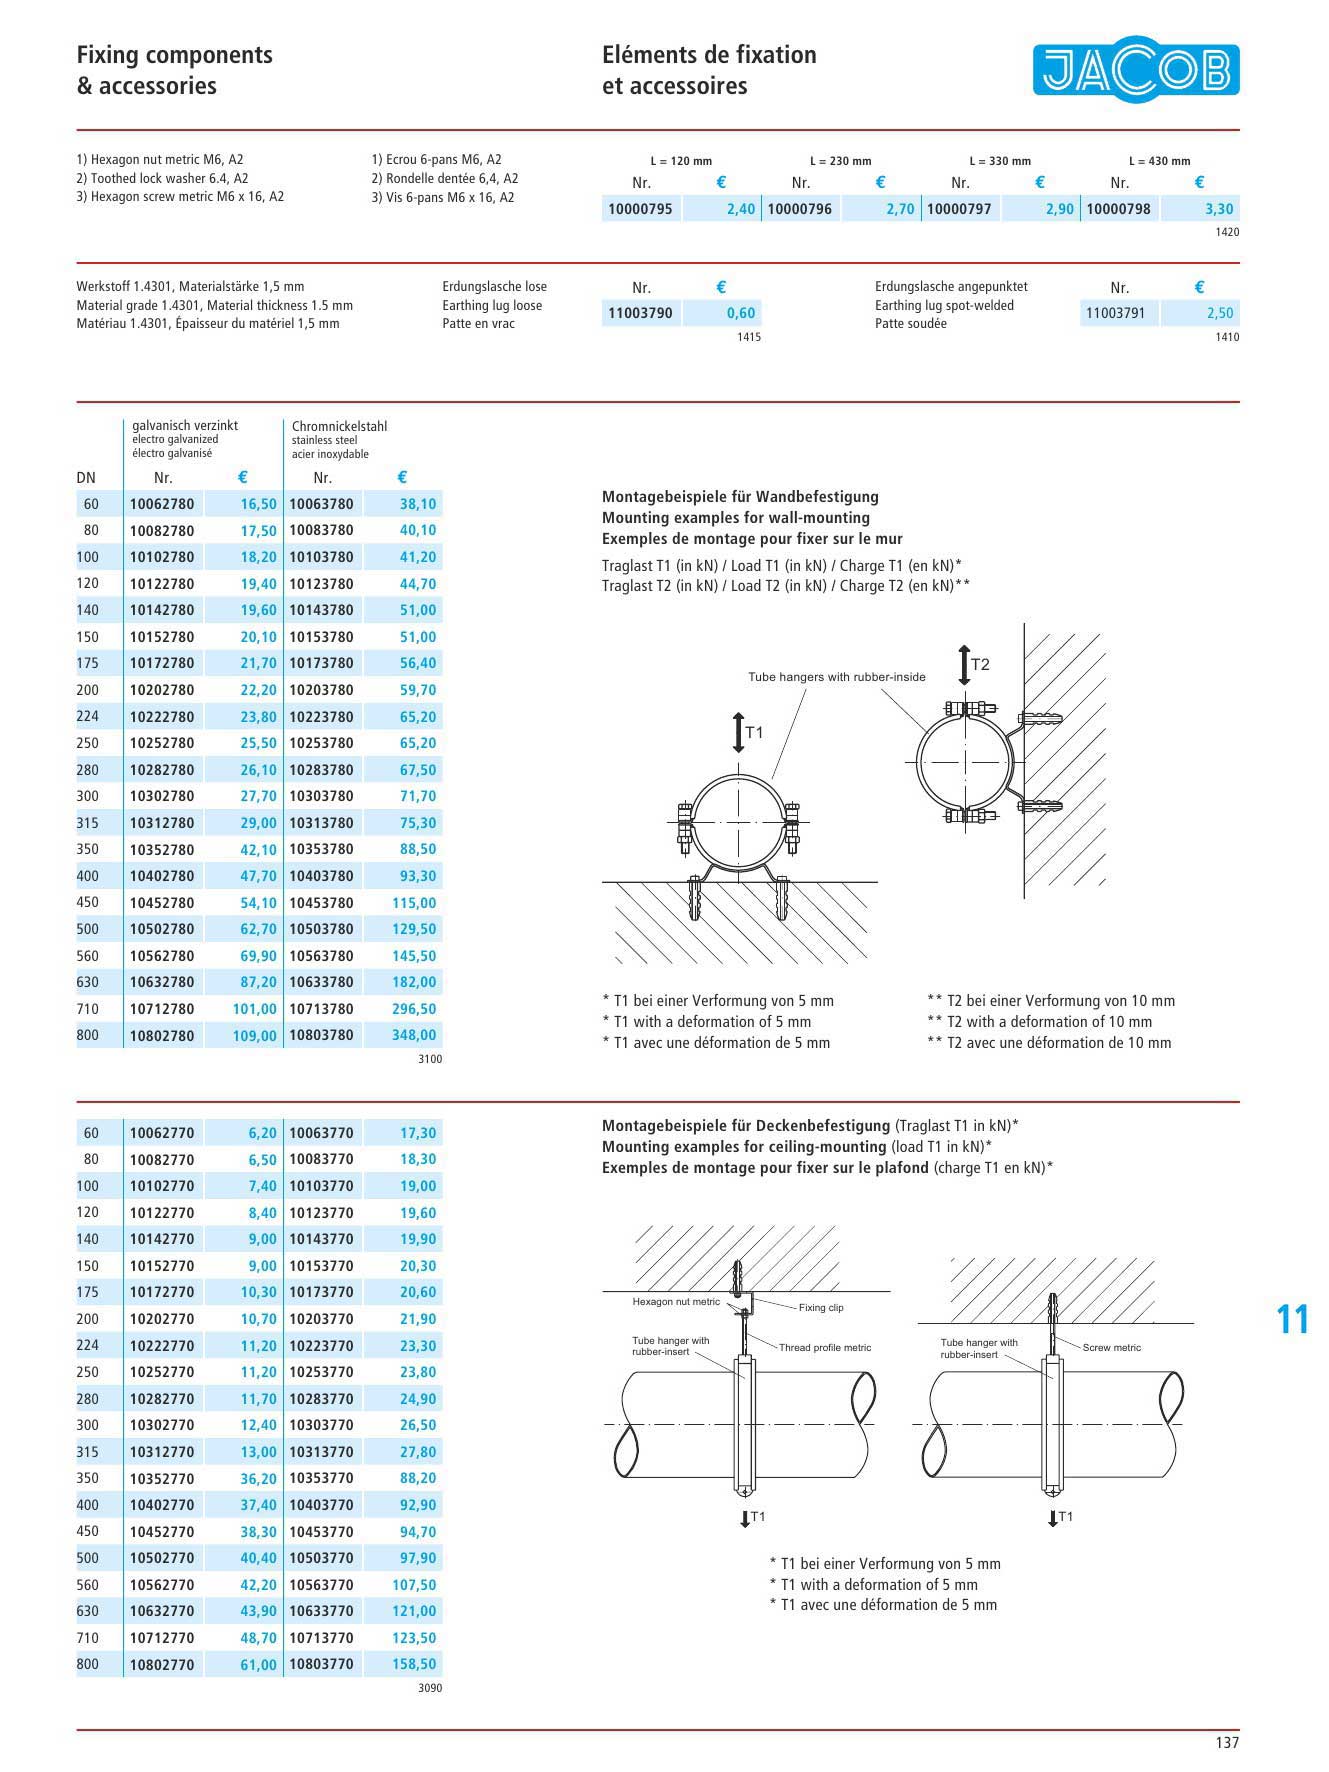 Fixing components
& accessories
Eléments de fixation
et accessoires
JACOB
1) Hexagon nut metric M6, A2
2) Toothed lock washer 6.4, A2
3) Hexagon screw metric M6 x 16, A2
1) Ecrou 6-pans M6, A2
2) Rondelle dentée 6,4, A2
3) Vis 6-pans M6 x 16, A2
L = 120 mm L = 230 mm L = 330 mm L = 430 mm
Nr. € Nr. € Nr. € Nr. €
10000795 2,40 10000796 2,70 10000797 2,90 10000798 3,30
1420
Werkstoff 1.4301, Materialstärke 1,5 mm
Material grade 1.4301, Material thickness 1.5 mm
Matériau 1.4301, Épaisseur du matériel 1,5 mm
Erdungslasche lose
Earthing lug loose
Patte en vrac
Nr. €
11003790 0,60
1415
Erdungslasche angepunktet
Earthing lug spot-welded
Patte soudée
Nr. €
11003791 2,50
1410
galvanisch verzinkt
electro galvanized
électro galvanisé
Chromnickelstahl
stainless steel
acier inoxydable
DN Nr. € Nr. €
60 10062780 16,50 10063780 38,10
80 10082780 17,50 10083780 40,10
100 10102780 18,20 10103780 41,20
120 10122780 19,40 10123780 44,70
140 10142780 19,60 10143780 51,00
150 10152780 20,10 10153780 51,00
175 10172780 21,70 10173780 56,40
200 10202780 22,20 10203780 59,70
224 10222780 23,80 10223780 65,20
250 10252780 25,50 10253780 65,20
280 10282780 26,10 10283780 67,50
300 10302780 27,70 10303780 71,70
315 10312780 29,00 10313780 75,30
350 10352780 42,10 10353780 88,50
400 10402780 47,70 10403780 93,30
450 10452780 54,10 10453780 115,00
500 10502780 62,70 10503780 129,50
560 10562780 69,90 10563780 145,50
630 10632780 87,20 10633780 182,00
710 10712780 101,00 10713780 296,50
800 10802780 109,00 10803780 348,00
3100
Montagebeispiele für Wandbefestigung
Mounting examples for wall-mounting
Exemples de montage pour fixer sur le mur
Traglast T1 (in kN) / Load T1 (in kN) / Charge T1 (en kN)*
Traglast T2 (in kN) / Load T2 (in kN) / Charge T2 (en kN)**
T2
Tube hangers with rubber-inside
T1
* T1 bei einer Verformung von 5 mm
* T1 with a deformation of 5 mm
* T1 avec une déformation de 5 mm
** T2 bei einer Verformung von 10 mm
** T2 with a deformation of 10 mm
** T2 avec une déformation de 10 mm
60 10062770 6,20 10063770 17,30
80 10082770 6,50 10083770 18,30
100 10102770 7,40 10103770 19,00
120 10122770 8,40 10123770 19,60
140 10142770 9,00 10143770 19,90
150 10152770 9,00 10153770 20,30
175 10172770 10,30 10173770 20,60
200 10202770 10,70 10203770 21,90
224 10222770 11,20 10223770 23,30
250 10252770 11,20 10253770 23,80
280 10282770 11,70 10283770 24,90
300 10302770 12,40 10303770 26,50
315 10312770 13,00 10313770 27,80
350 10352770 36,20 10353770 88,20
400 10402770 37,40 10403770 92,90
450 10452770 38,30 10453770 94,70
500 10502770 40,40 10503770 97,90
560 10562770 42,20 10563770 107,50
630 10632770 43,90 10633770 121,00
710 10712770 48,70 10713770 123,50
800 10802770 61,00 10803770 158,50
3090
Montagebeispiele für Deckenbefestigung (Traglast T1 in kN)*
Mounting examples for ceiling-mounting (load T1 in kN)*
Exemples de montage pour fixer sur le plafond (charge T1 en kN)*
Hexagon nut metric
Fixing clip
Tube hanger with
rubber-insert
Thread profile metric
T1
Tube hanger with
rubber-insert
Screw metric
T1
* T1 bei einer Verformung von 5 mm
* T1 with a deformation of 5 mm
* T1 avec une déformation de 5 mm
11
137